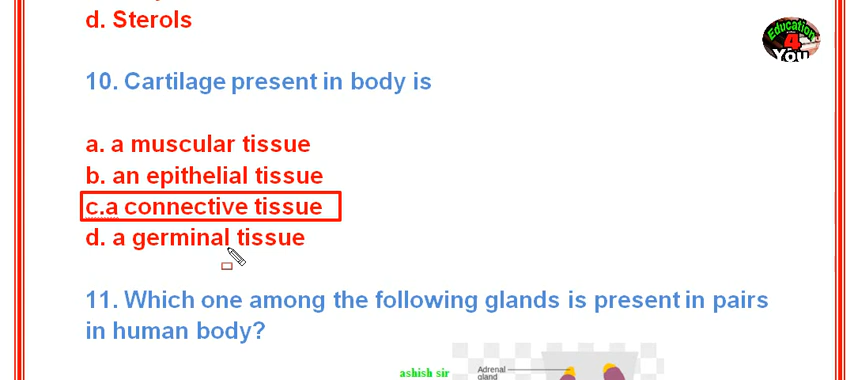 d. Sterols
Education
4
You
10. Cartilage present in body is
a. a muscular tissue
b. an epithelial tissue
c.a connective tissue
d. a germinal tissue
11. Which one among the following glands is present in pairs
in human body?
ashish sir
Adrenal
gland